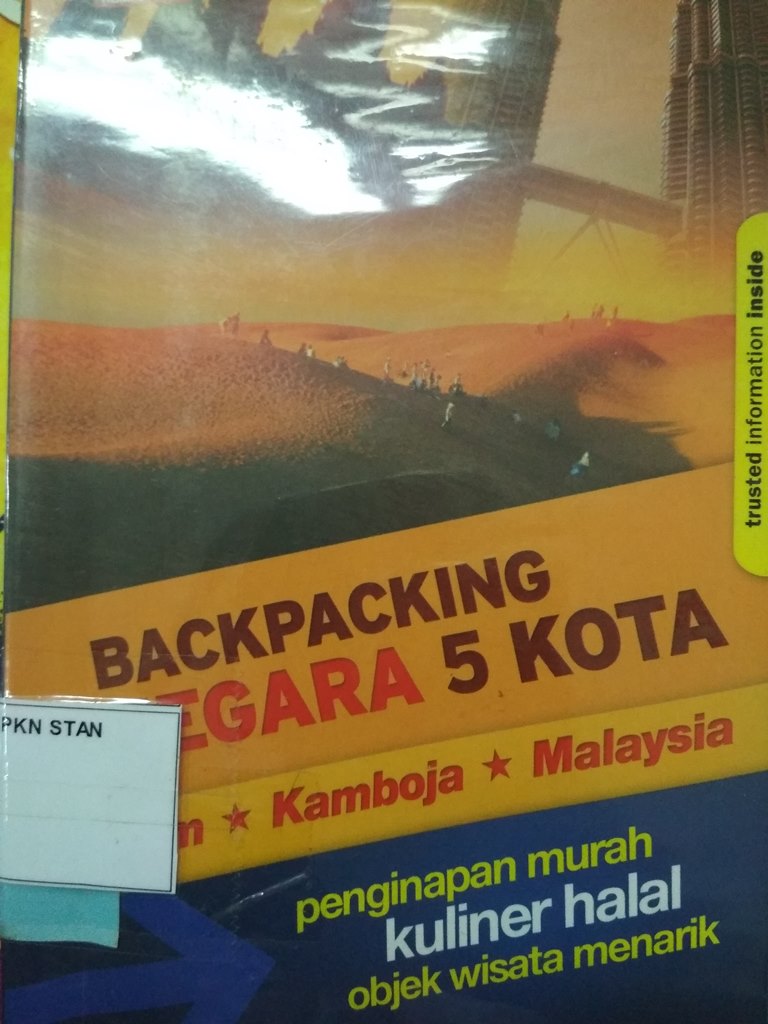 BACKPACKING
EGARA 5 KOTA
m ★ Kamboja ★ Malaysia
penginapan murah
kuliner halal
objek wisata menarik
trusted information inside
PKN STAN